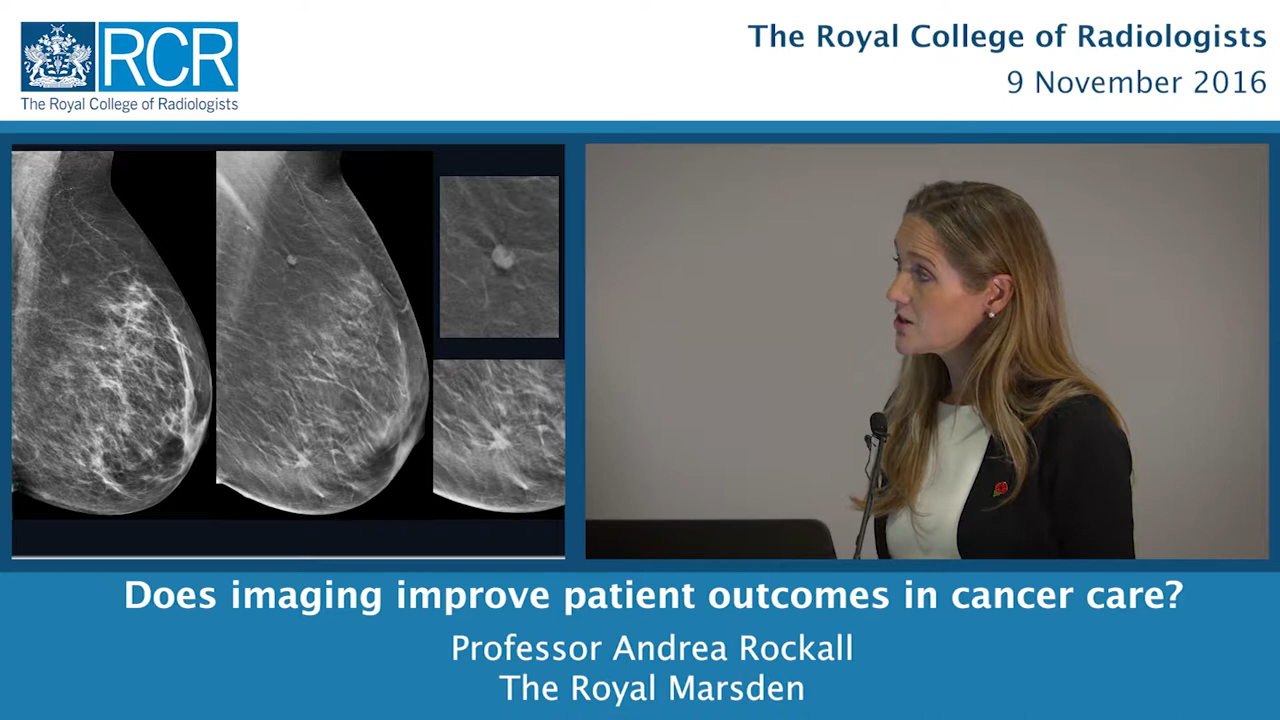 RCR
The Royal College of Radiologists
The Royal College of Radiologists
9 November 2016
Does imaging improve patient outcomes in cancer care?
Professor Andrea Rockall
The Royal Marsden